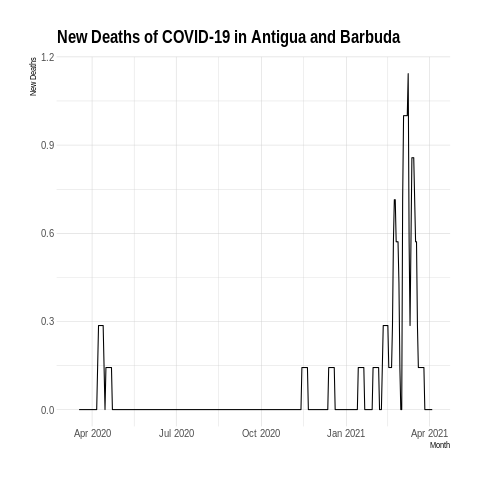 New Deaths of COVID-19 in Antigua and Barbuda
New Deaths
1.2
0.9
0.6
0.3
0.0
Apr 2020 Jul 2020 Oct 2020 Jan 2021 Apr 2021
Month